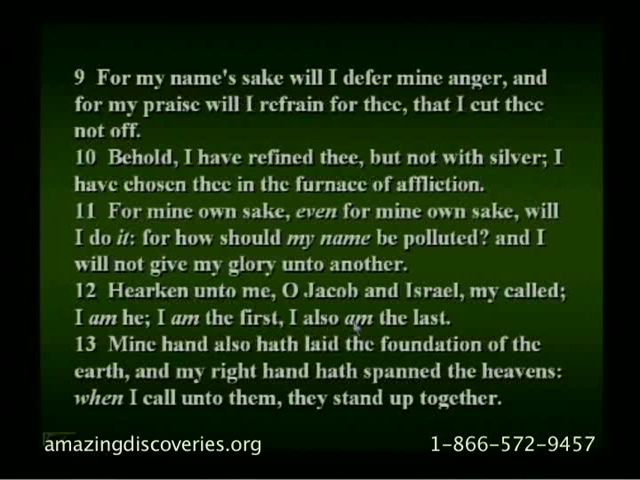 9 For my name's sake will I defer mine anger, and
for my praise will I refrain for thee, that I cut thee
not off.
10 Behold, I have refined thee, but not with silver; I
have chosen thee in the furnace of affliction.
11 For mine own sake, even for mine own sake, will
I do it: for how should my name be polluted? and I
will not give my glory unto another.
12 Hearken unto me, O Jacob and Israel, my called;
I am he; I am the first, I also am the last.
13 Mine hand also hath laid the foundation of the
earth, and my right hand hath spanned the heavens:
when I call unto them, they stand up together.
amazingdiscoveries.org 1-866-572-9457